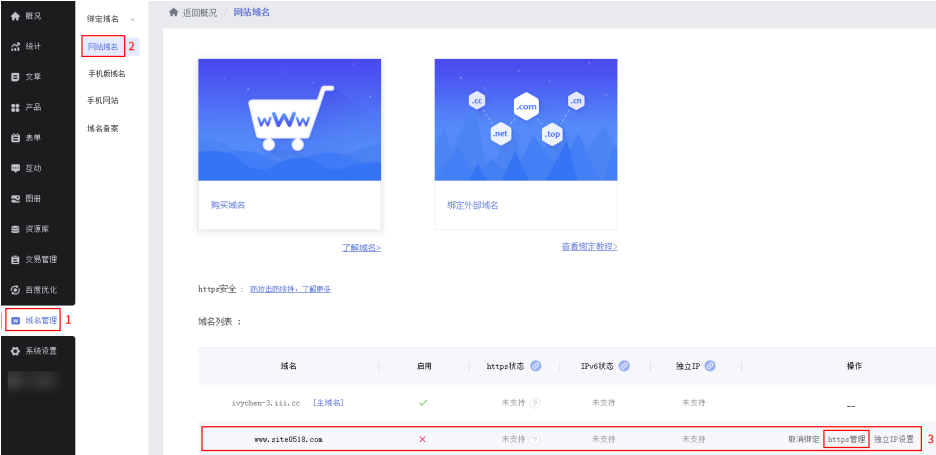 概况
统计
文章
产品
表单
互动
图册
资源库
交易管理
百度优化
域名管理 1
系统设置
绑定域名
网站域名 2
手机版域名
手机网站
域名备案
返回概况 / 网站域名
wWw
购买域名
了解域名>
.cc
.com
.cn
.net
.top
绑定外部域名
查看绑定教程>
https安全 : 防攻击防劫持，了解更多
域名列表 :
域名 启用 https状态 IPv6状态 独立IP 操作
ivychen-3.iii.cc [主域名] 未支持 ? 未支持 未支持 --
www.site0518.com 未支持 ? 未支持 未支持 取消绑定 https管理 独立IP设置 3